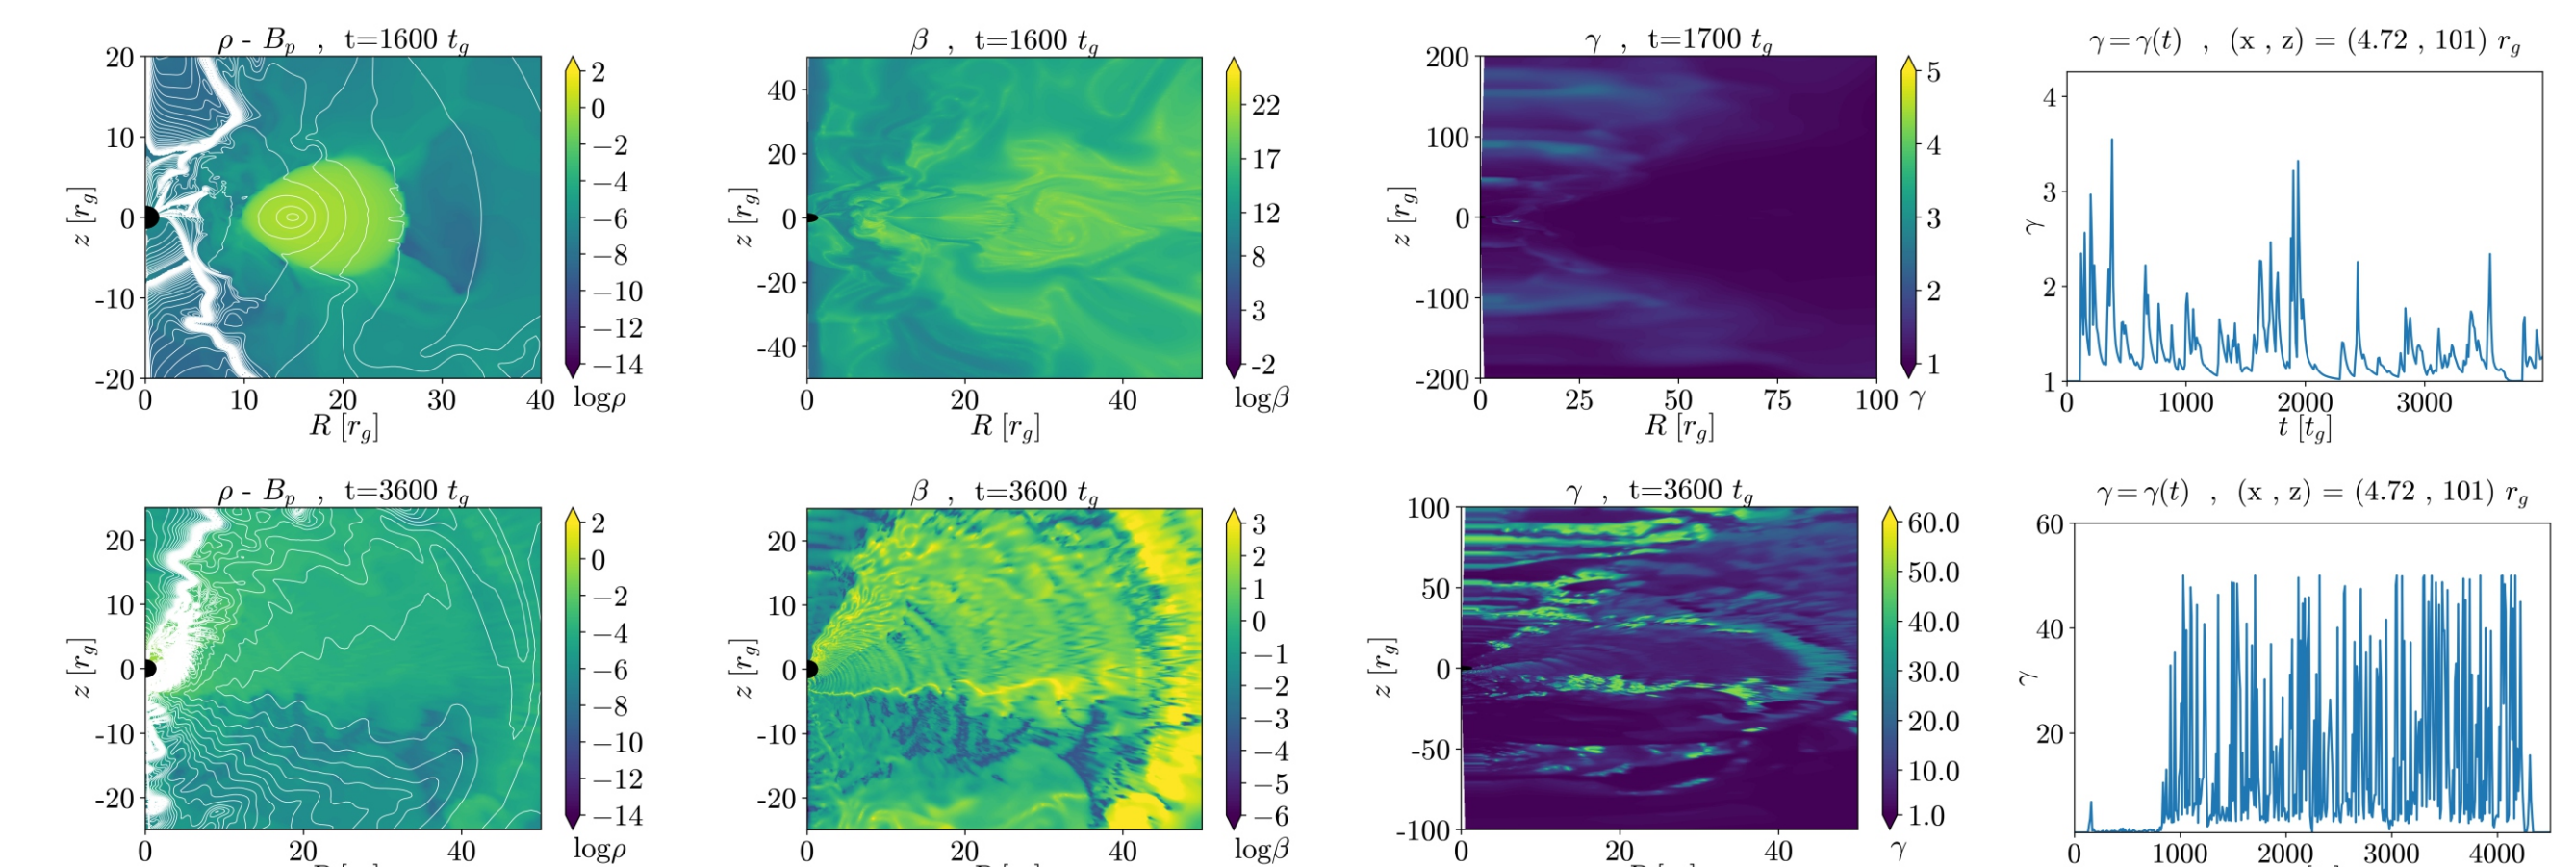 ρ - B_p , t=1600 t_g
β , t=1600 t_g
γ , t=1700 t_g
γ = γ(t) , (x , z) = (4.72 , 101) r_g
20
10
0
-10
-20
z [r_g]
0 10 20 30 40
R [r_g]
2
0
−2
−4
−6
−8
−10
−12
−14
logρ
40
20
0
-20
-40
z [r_g]
0 20 40
R [r_g]
22
17
12
8
3
-2
logβ
200
100
0
-100
-200
z [r_g]
0 25 50 75 100
R [r_g]
5
4
3
2
1
γ
4
3
2
1
γ
0 1000 2000 3000
t [t_g]
ρ - B_p , t=3600 t_g
β , t=3600 t_g
γ , t=3600 t_g
γ = γ(t) , (x , z) = (4.72 , 101) r_g
20
10
0
-10
-20
z [r_g]
0 20 40
2
0
−2
−4
−6
−8
−10
−12
−14
logρ
20
10
0
-10
-20
z [r_g]
0 20 40
3
2
1
0
−1
−2
−3
−4
−5
−6
logβ
100
50
0
-50
-100
z [r_g]
0 20 40
60.0
50.0
40.0
30.0
20.0
10.0
1.0
γ
60
40
20
γ
0 1000 2000 3000 4000